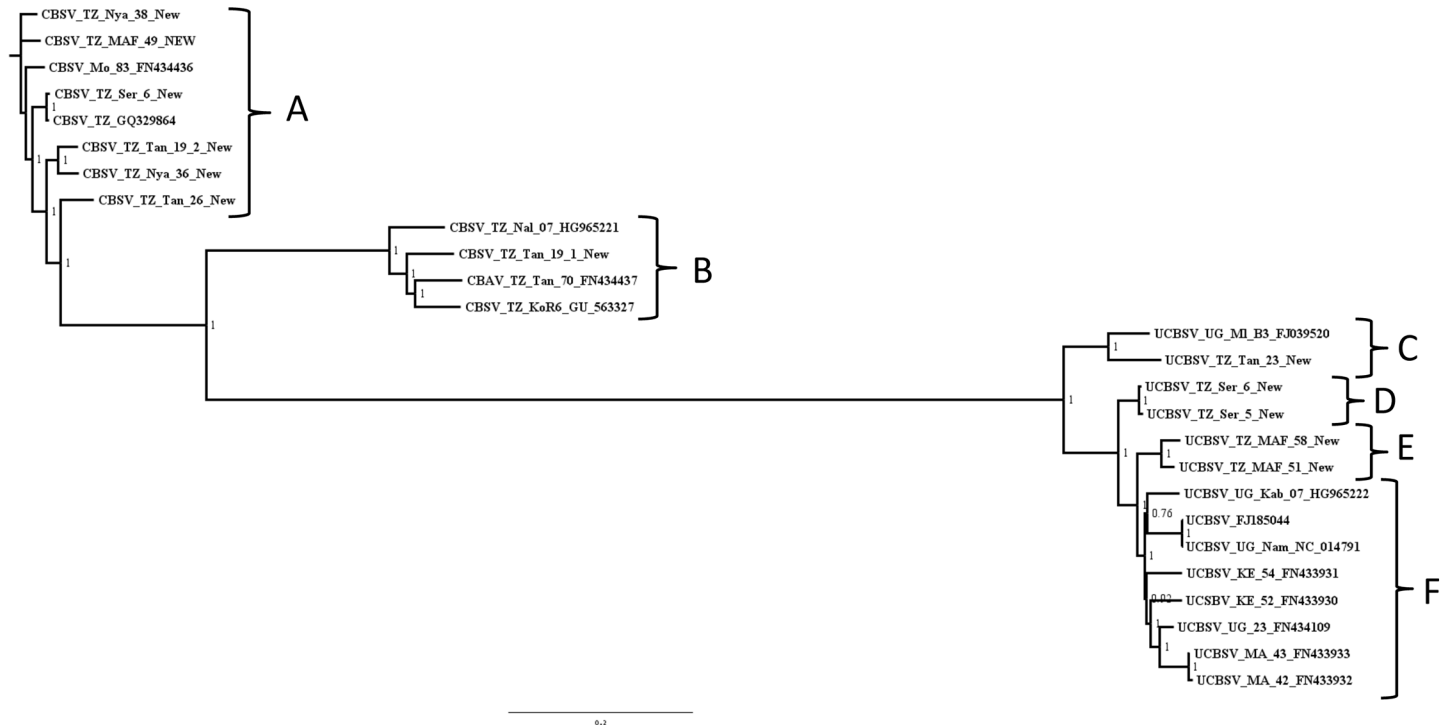 CBSV_TZ_Nya_38_New
CBSV_TZ_MAF_49_NEW
CBSV_Mo_83_FN434436
CBSV_TZ_Ser_6_New
1
CBSV_TZ_GQ329864
A
CBSV_TZ_Tan_19_2_New
1
1
CBSV_TZ_Nya_36_New
CBSV_TZ_Tan_26_New
1
CBSV_TZ_Nal_07_HG965221
1
CBSV_TZ_Tan_19_1_New
1
1
CBAV_TZ_Tan_70_FN434437
B
1
CBSV_TZ_KoR6_GU_563327
1
UCBSV_UG_Ml_B3_FJ039520
1
UCBSV_TZ_Tan_23_New
C
UCBSV_TZ_Ser_6_New
1
1
UCBSV_TZ_Ser_5_New
D
UCBSV_TZ_MAF_58_New
1
1
UCBSV_TZ_MAF_51_New
E
UCBSV_UG_Kab_07_HG965222
1
0.76
UCBSV_FJ185044
1
UCBSV_UG_Nam_NC_014791
1
UCBSV_KE_54_FN433931
F
UCSBV_KE_52_FN433930
1
UCBSV_UG_23_FN434109
1
UCBSV_MA_43_FN433933
1
UCBSV_MA_42_FN433932